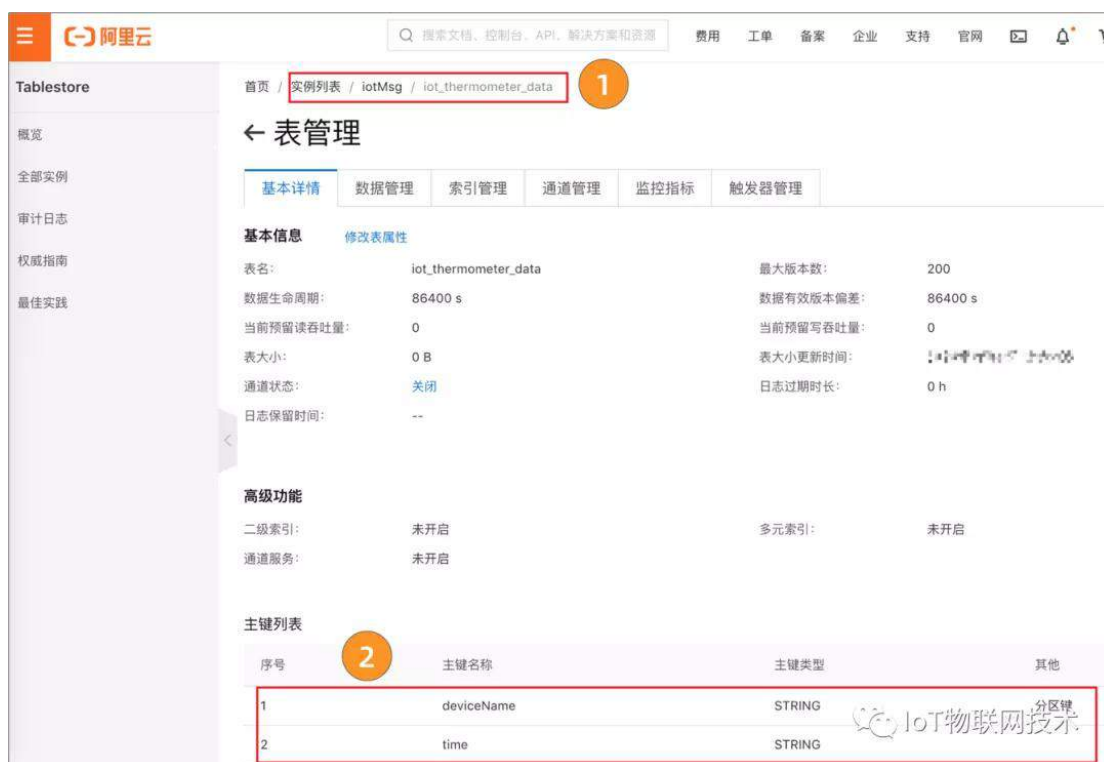 阿里云
搜索文档、控制台、API、解决方案和资源
费用 工单 备案 企业 支持 官网
Tablestore
概览
全部实例
审计日志
权威指南
最佳实践
首页 / 实例列表 / iotMsg / iot_thermometer_data
1
← 表管理
基本详情 数据管理 索引管理 通道管理 监控指标 触发器管理
基本信息 修改表属性
表名: iot_thermometer_data 最大版本数: 200
数据生命周期: 86400 s 数据有效版本偏差: 86400 s
当前预留读吞吐量: 0 当前预留写吞吐量: 0
表大小: 0 B 表大小更新时间:
通道状态: 关闭 日志过期时长: 0 h
日志保留时间: --
高级功能
二级索引: 未开启 多元索引: 未开启
通道服务: 未开启
主键列表
2
序号 主键名称 主键类型 其他
1 deviceName STRING 分区键
2 time STRING
IoT物联网技术